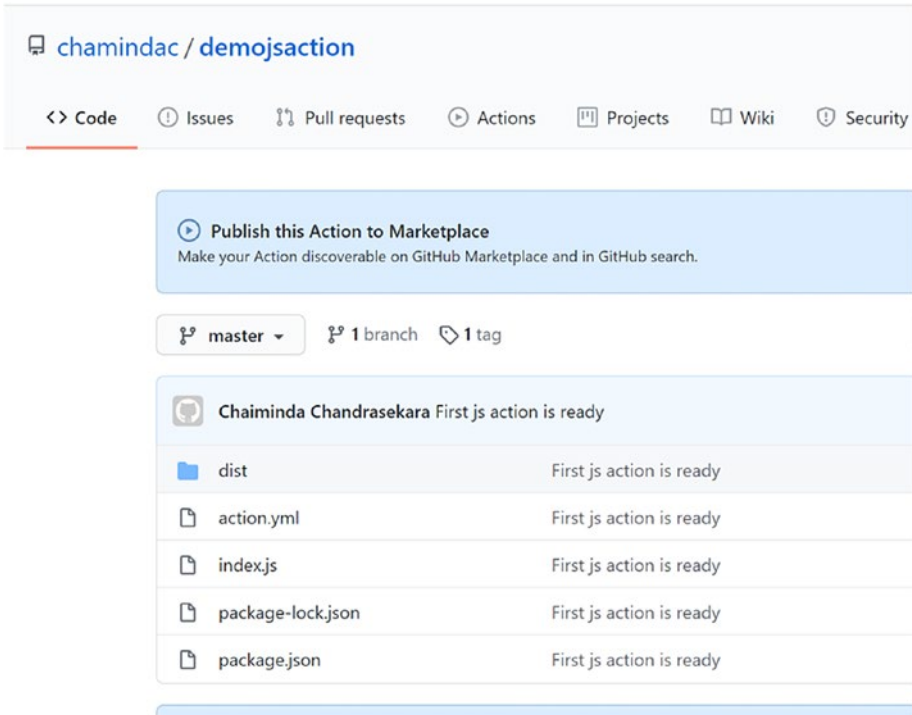 chamindac / demojsaction
<> Code Issues Pull requests Actions Projects Wiki Security
Publish this Action to Marketplace
Make your Action discoverable on GitHub Marketplace and in GitHub search.
master 1 branch 1 tag
Chaiminda Chandrasekara First js action is ready
dist First js action is ready
action.yml First js action is ready
index.js First js action is ready
package-lock.json First js action is ready
package.json First js action is ready